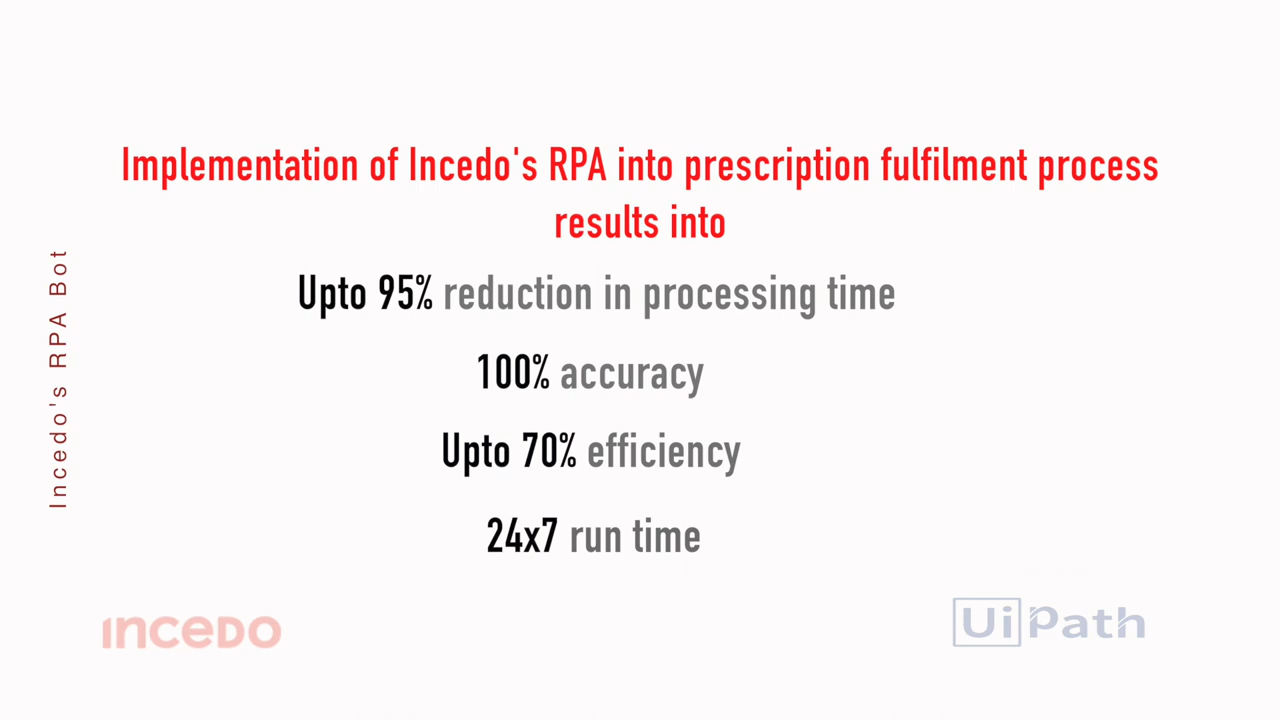 Implementation of Incedo's RPA into prescription fulfilment process
results into
Upto 95% reduction in processing time
100% accuracy
Upto 70% efficiency
24x7 run time
Incedo's RPA Bot
INCEDO
UiPath